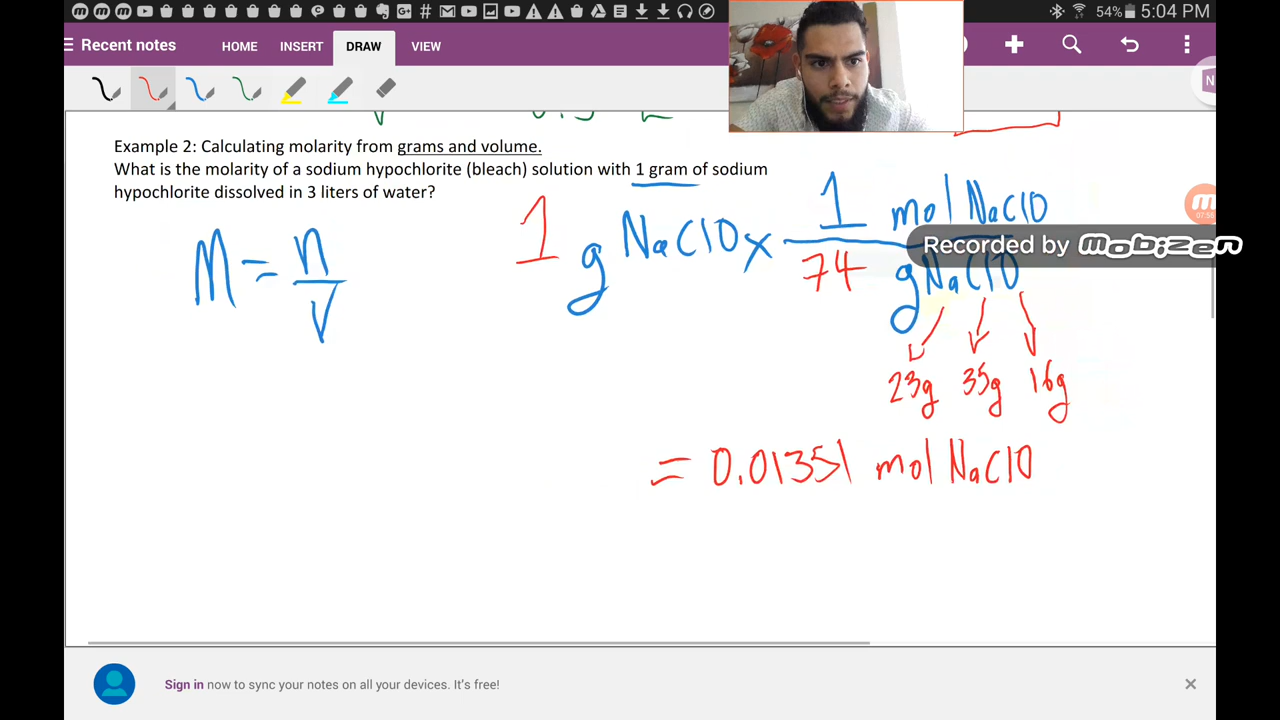 54% 5:04 PM
Recent notes HOME INSERT DRAW VIEW
N
Example 2: Calculating molarity from grams and volume.
What is the molarity of a sodium hypochlorite (bleach) solution with 1 gram of sodium
hypochlorite dissolved in 3 liters of water?
M = n / V
1 g NaClO x 1 mol NaClO
74 g NaClO
Recorded by mobizen
07:56
23g 35g 16g
= 0.01351 mol NaClO
Sign in now to sync your notes on all your devices. It's free!